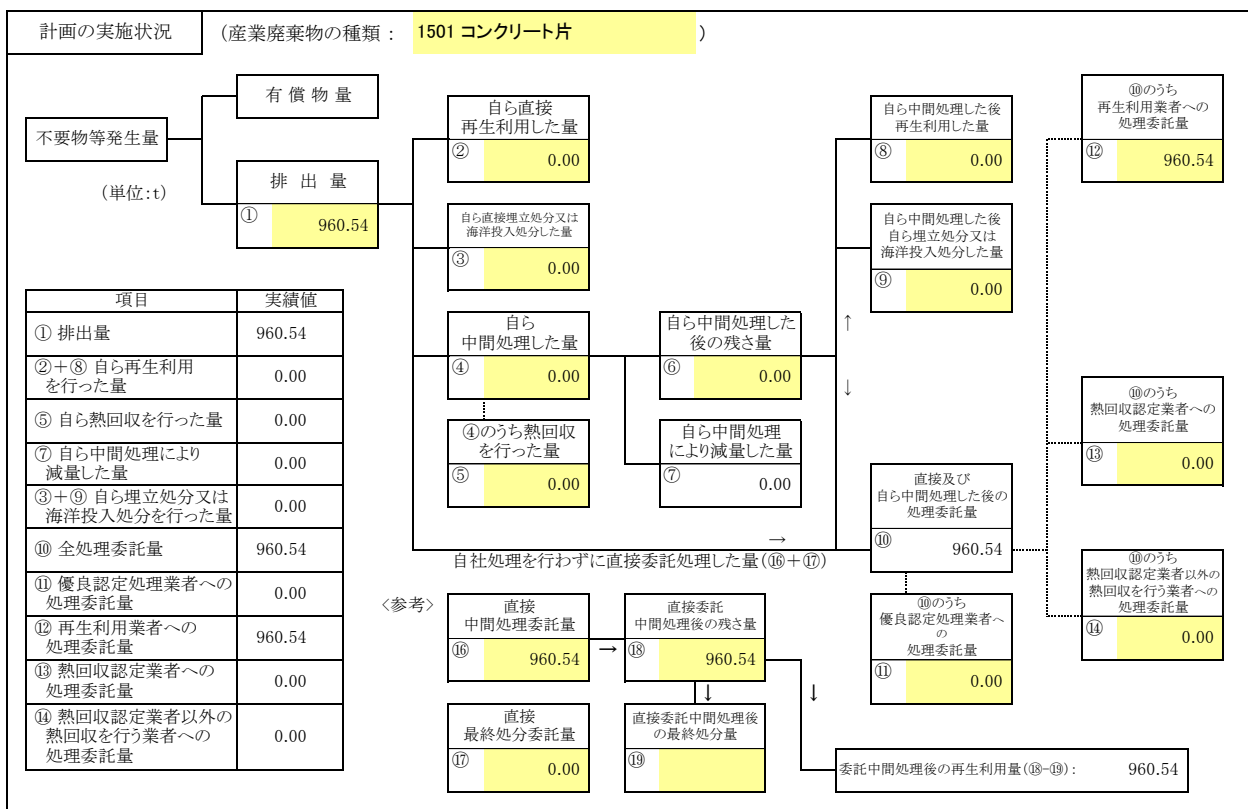 計画の実施状況
(産業廃棄物の種類： 1501 コンクリート片 )
不要物等発生量
(単位:t)
有 償 物 量
排 出 量
① 960.54
自ら直接
再生利用した量
② 0.00
自ら直接埋立処分又は
海洋投入処分した量
③ 0.00
自ら
中間処理した量
④ 0.00
④のうち熱回収
を行った量
⑤ 0.00
自ら中間処理した
後の残さ量
⑥ 0.00
自ら中間処理
により減量した量
⑦ 0.00
自ら中間処理した後
再生利用した量
⑧ 0.00
自ら中間処理した後
自ら埋立処分又は
海洋投入処分した量
⑨ 0.00
↑
↓
直接及び
自ら中間処理した後の
処理委託量
⑩ 960.54
→
自社処理を行わずに直接委託処理した量(⑯+⑰)
⑩のうち
優良認定処理業者へ
の
処理委託量
⑪ 0.00
⑩のうち
再生利用業者への
処理委託量
⑫ 960.54
⑩のうち
熱回収認定業者への
処理委託量
⑬ 0.00
⑩のうち
熱回収認定業者以外の
熱回収を行う業者への
処理委託量
⑭ 0.00
項目 実績値
① 排出量 960.54
②+⑧ 自ら再生利用
を行った量 0.00
⑤ 自ら熱回収を行った量 0.00
⑦ 自ら中間処理により
減量した量 0.00
③+⑨ 自ら埋立処分又は
海洋投入処分を行った量 0.00
⑩ 全処理委託量 960.54
⑪ 優良認定処理業者への
処理委託量 0.00
⑫ 再生利用業者への
処理委託量 960.54
⑬ 熱回収認定業者への
処理委託量 0.00
⑭ 熱回収認定業者以外の
熱回収を行う業者への
処理委託量 0.00
<参考>
直接
中間処理委託量
⑯ 960.54
→
直接委託
中間処理後の残さ量
⑱ 960.54
↓
↓
直接
最終処分委託量
⑰ 0.00
直接委託中間処理後
の最終処分量
⑲
委託中間処理後の再生利用量(⑱-⑲)： 960.54